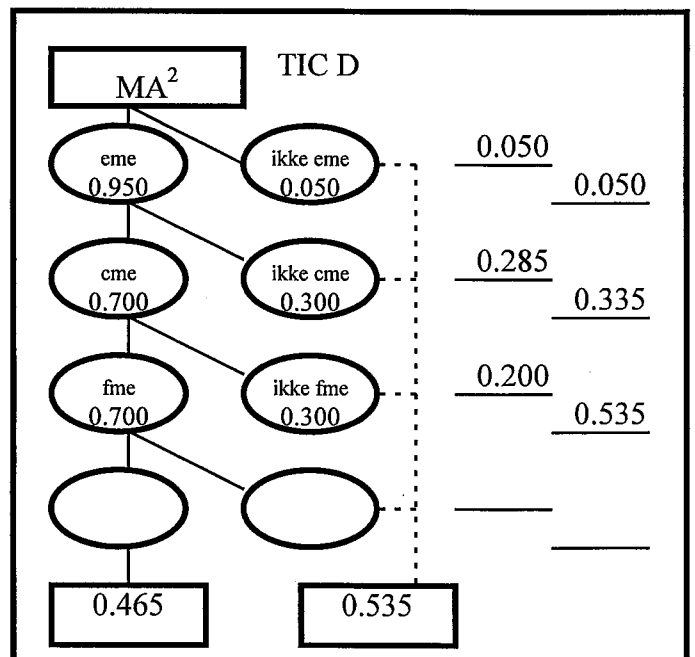 MA² TIC D
eme ikke eme 0.050
0.950 0.050 0.050
cme ikke cme 0.285
0.700 0.300 0.335
fme ikke fme 0.200
0.700 0.300 0.535
0.465 0.535